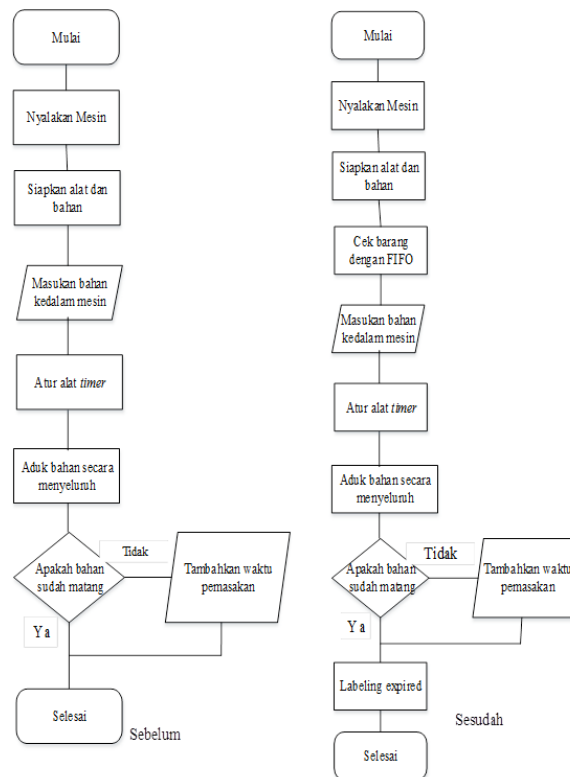 Mulai
Nyalakan Mesin
Siapkan alat dan
bahan
Masukan bahan
kedalam mesin
Atur alat timer
Aduk bahan secara
menyeluruh
Apakah bahan
sudah matang
Tidak
Tambahkan waktu
pemasakan
Ya
Selesai
Sebelum
Mulai
Nyalakan Mesin
Siapkan alat dan
bahan
Cek barang
dengan FIFO
Masukan bahan
kedalam mesin
Atur alat timer
Aduk bahan secara
menyeluruh
Apakah bahan
sudah matang
Tidak
Tambahkan waktu
pemasakan
Ya
Labeling expired
Sesudah
Selesai